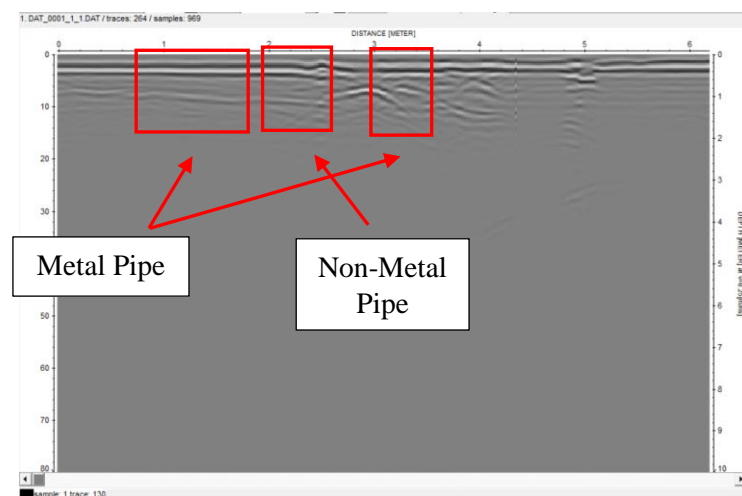 1. DAT_0001_1_1.DAT / traces: 264 / samples: 969
DISTANCE [METER]
0 1 2 3 4 5 6
0 0
10 1
20 2
30 3
4
Metal Pipe
Non-Metal
Pipe
50 5
60 6
70 7
80 8
9
10
sample: 1 trace: 130